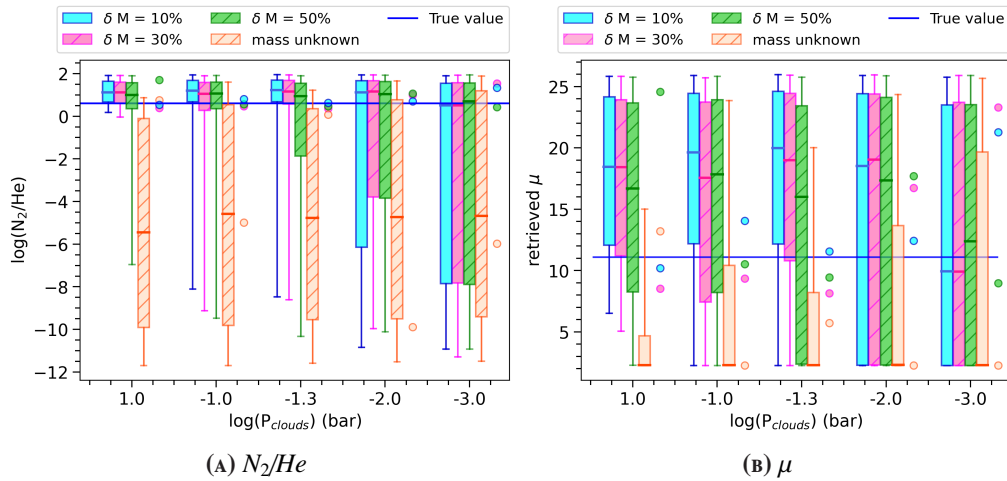 δ M = 10%
δ M = 50%
True value
δ M = 30%
mass unknown
log(N₂/He)
2
0
−2
−4
−6
−8
−10
−12
1.0
-1.0
-1.3
-2.0
-3.0
log(P_clouds) (bar)
(A) N₂/He
δ M = 10%
δ M = 50%
True value
δ M = 30%
mass unknown
retrieved μ
25
20
15
10
5
1.0
-1.0
-1.3
-2.0
-3.0
log(P_clouds) (bar)
(B) μ